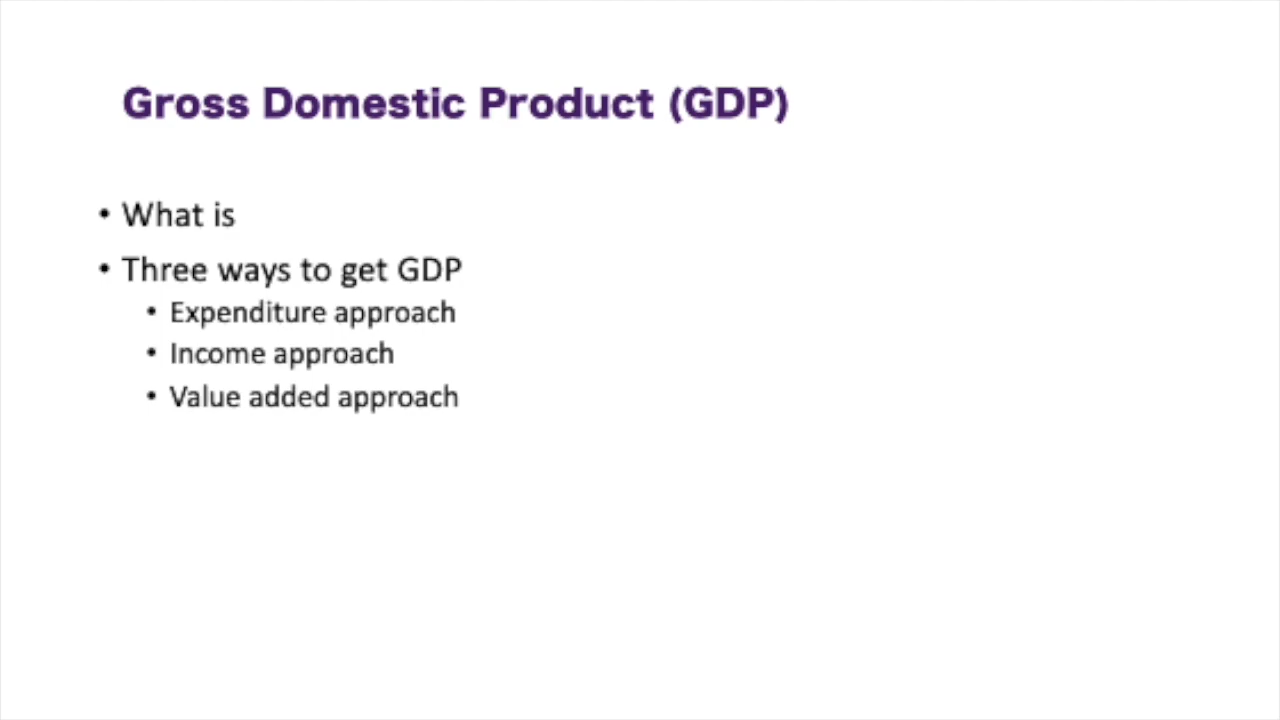 Gross Domestic Product (GDP)
• What is
• Three ways to get GDP
• Expenditure approach
• Income approach
• Value added approach